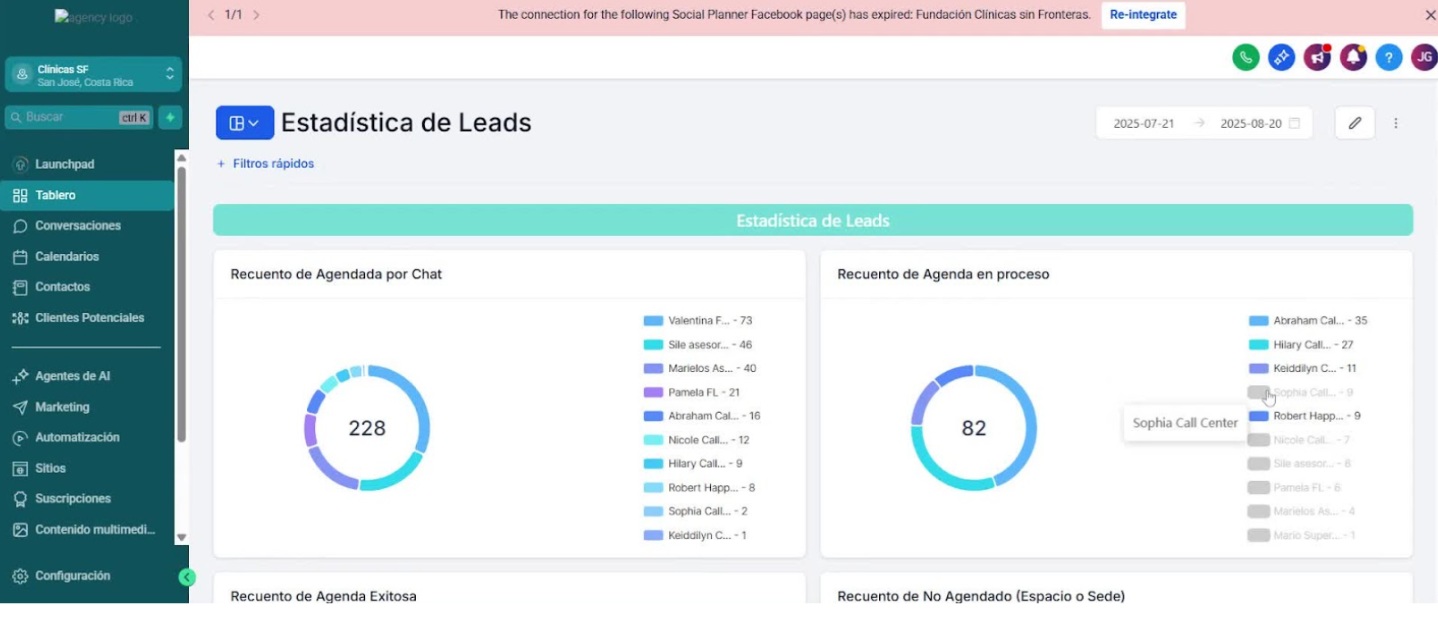 agency logo
1/1
The connection for the following Social Planner Facebook page(s) has expired: Fundación Clínicas sin Fronteras.
Re-integrate
Clinicas SF
San José, Costa Rica
Buscar
ctrl K
JG
Launchpad
Tablero
Conversaciones
Calendarios
Contactos
Clientes Potenciales
Agentes de AI
Marketing
Automatización
Sitios
Suscripciones
Contenido multimedi...
Configuración
Estadística de Leads
2025-07-21
2025-08-20
+ Filtros rápidos
Estadística de Leads
Recuento de Agendada por Chat
228
Valentina F... - 73
Sile asesor... - 46
Marielos As... - 40
Pamela FL - 21
Abraham Cal... - 16
Nicole Call... - 12
Hilary Call... - 9
Robert Happ... - 8
Sophia Call... - 2
Keiddilyn C... - 1
Recuento de Agenda en proceso
82
Abraham Cal... - 35
Hilary Call... - 27
Keiddilyn C... - 11
Sophia Call... - 9
Sophia Call Center
Robert Happ... - 9
Nicole Call... - 7
Sile asesor... - 6
Pamela FL - 6
Marielos As... - 4
Mario Super... - 1
Recuento de Agenda Exitosa
Recuento de No Agendado (Espacio o Sede)